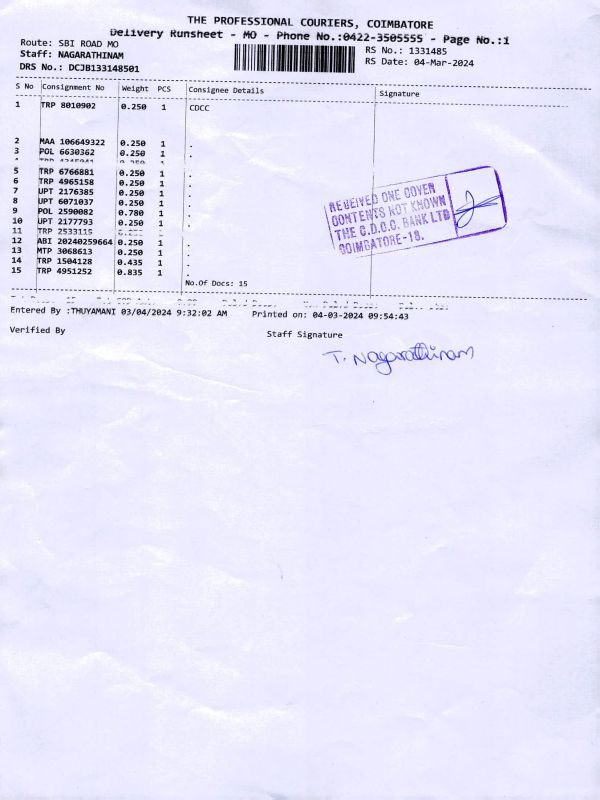 THE PROFESSIONAL COURIERS, COIMBATORE
Delivery Runsheet - MO - Phone No.:0422-3505555 - Page No.:1
Route: SBI ROAD MO
RS No.: 1331485
Staff: NAGARATHINAM
RS Date: 04-Mar-2024
DRS No.: DCJB133148501
S No Consignment No Weight PCS Consignee Details Signature
1 TRP 8010902 0.250 1 CDCC
2 MAA 106649322 0.250 1 .
3 POL 6630362 0.250 1 .
5 TRP 6766881 0.250 1 .
6 TRP 4965158 0.250 1 .
7 UPT 2176385 0.250 1 .
8 UPT 6071037 0.250 1 .
9 POL 2590082 0.780 1 .
10 UPT 2177793 0.250 1 .
11 TRP 2533115 1 .
12 ABI 20240259664 0.250 1 .
13 MTP 3068613 0.250 1 .
14 TRP 1504128 0.435 1 .
15 TRP 4951252 0.835 1 .
No.Of Docs: 15
RECEIVED ONE COVER
CONTENTS NOT KNOWN
THE C.D.C.C. BANK LTD
COIMBATORE-18.
Entered By :THUYAMANI 03/04/2024 9:32:02 AM Printed on: 04-03-2024 09:54:43
Verified By Staff Signature
T. Nagarathinam